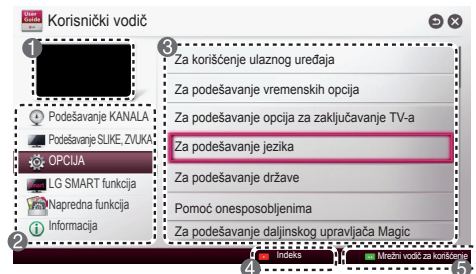 User
Guide
Korisnički vodič
1
3
Za korišćenje ulaznog uređaja
Za podešavanje vremenskih opcija
Za podešavanje opcija za zaključavanje TV-a
Za podešavanje jezika
Za podešavanje države
Pomoć onesposobljenima
Za podešavanje daljinskog upravljača Magic
Podešavanje KANALA
Podešavanje SLIKE, ZVUKA
OPCIJA
LG SMART funkcija
Napredna funkcija
Informacija
2
Indeks
Mrežni vodič za korišćenje
4
5